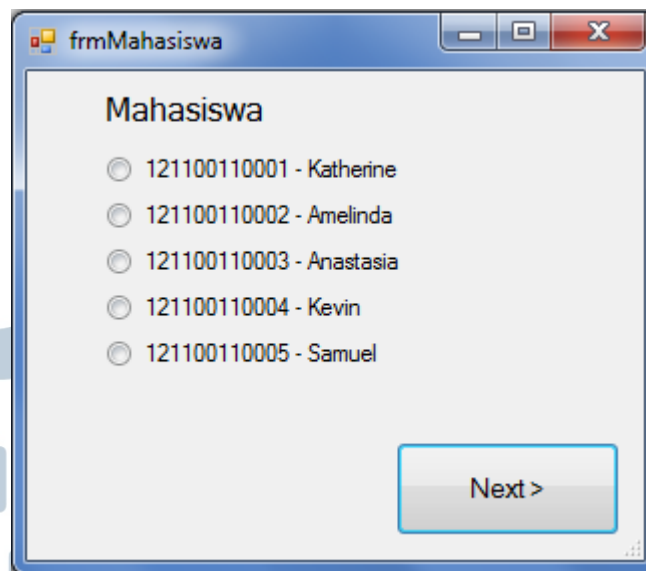 frmMahasiswa
Mahasiswa
121100110001 - Katherine
121100110002 - Amelinda
121100110003 - Anastasia
121100110004 - Kevin
121100110005 - Samuel
Next >